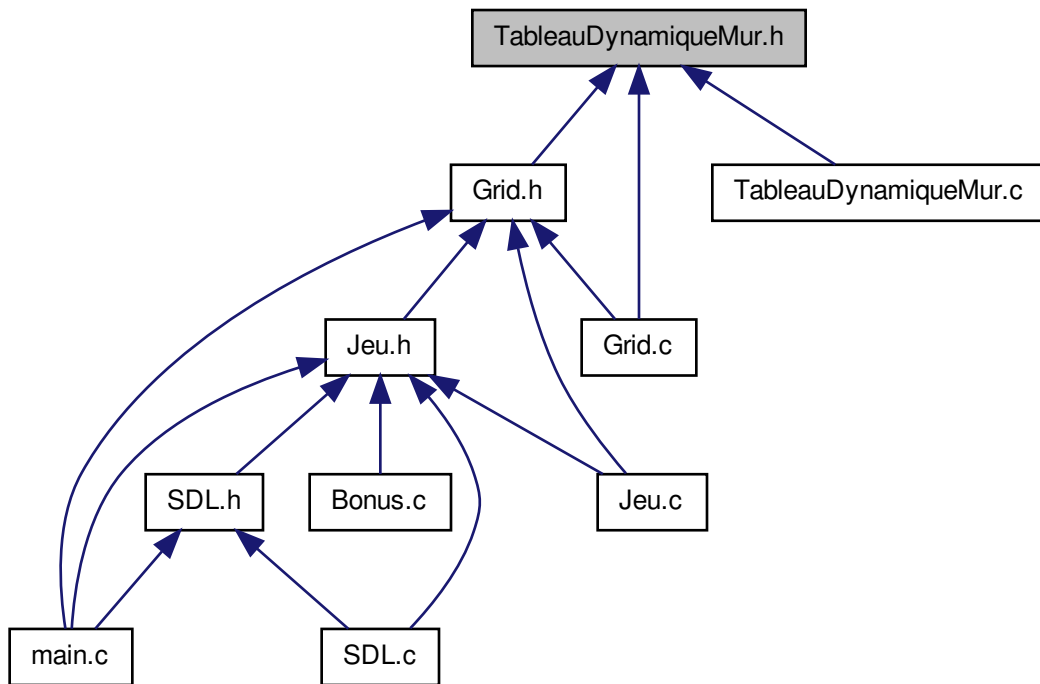 TableauDynamiqueMur.h
Grid.h
TableauDynamiqueMur.c
Jeu.h
Grid.c
SDL.h
Bonus.c
Jeu.c
main.c
SDL.c